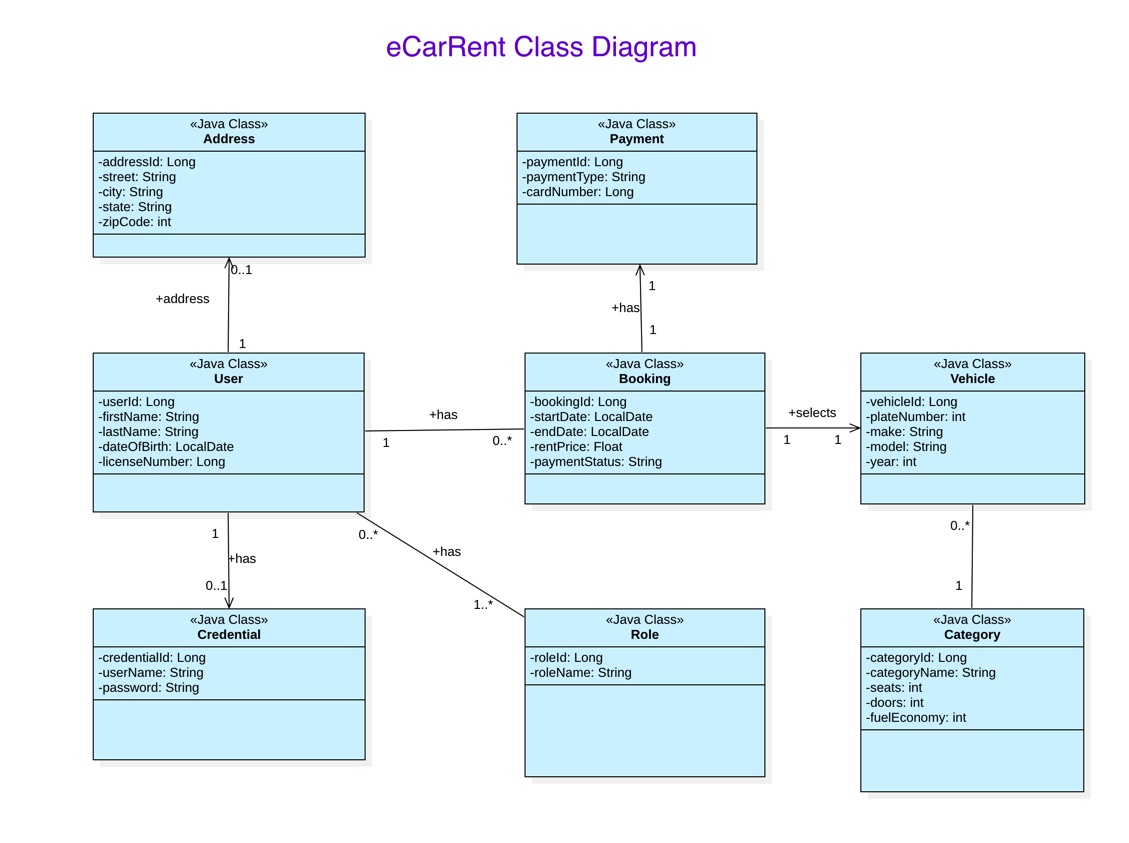 eCarRent Class Diagram
«Java Class»
Address
-addressId: Long
-street: String
-city: String
-state: String
-zipCode: int
«Java Class»
Payment
-paymentId: Long
-paymentType: String
-cardNumber: Long
0..1
+address
1
1
+has
1
«Java Class»
User
-userId: Long
-firstName: String
-lastName: String
-dateOfBirth: LocalDate
-licenseNumber: Long
+has
1
0..*
«Java Class»
Booking
-bookingId: Long
-startDate: LocalDate
-endDate: LocalDate
-rentPrice: Float
-paymentStatus: String
+selects
1
1
«Java Class»
Vehicle
-vehicleId: Long
-plateNumber: int
-make: String
-model: String
-year: int
1
+has
0..1
0..*
+has
1..*
0..*
1
«Java Class»
Credential
-credentialId: Long
-userName: String
-password: String
«Java Class»
Role
-roleId: Long
-roleName: String
«Java Class»
Category
-categoryId: Long
-categoryName: String
-seats: int
-doors: int
-fuelEconomy: int